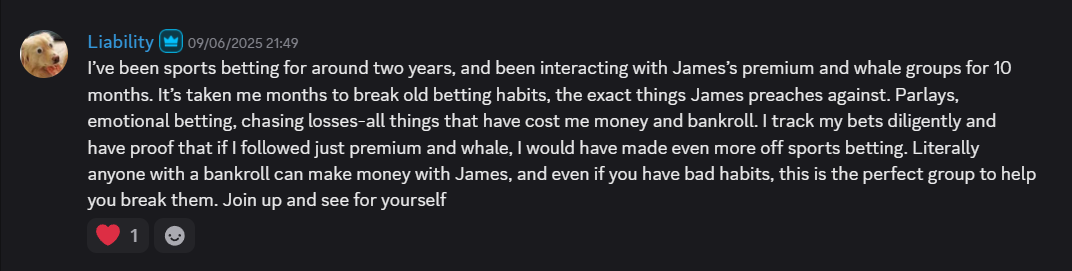 Liability 09/06/2025 21:49
I’ve been sports betting for around two years, and been interacting with James’s premium and whale groups for 10
months. It’s taken me months to break old betting habits, the exact things James preaches against. Parlays,
emotional betting, chasing losses-all things that have cost me money and bankroll. I track my bets diligently and
have proof that if I followed just premium and whale, I would have made even more off sports betting. Literally
anyone with a bankroll can make money with James, and even if you have bad habits, this is the perfect group to help
you break them. Join up and see for yourself
1